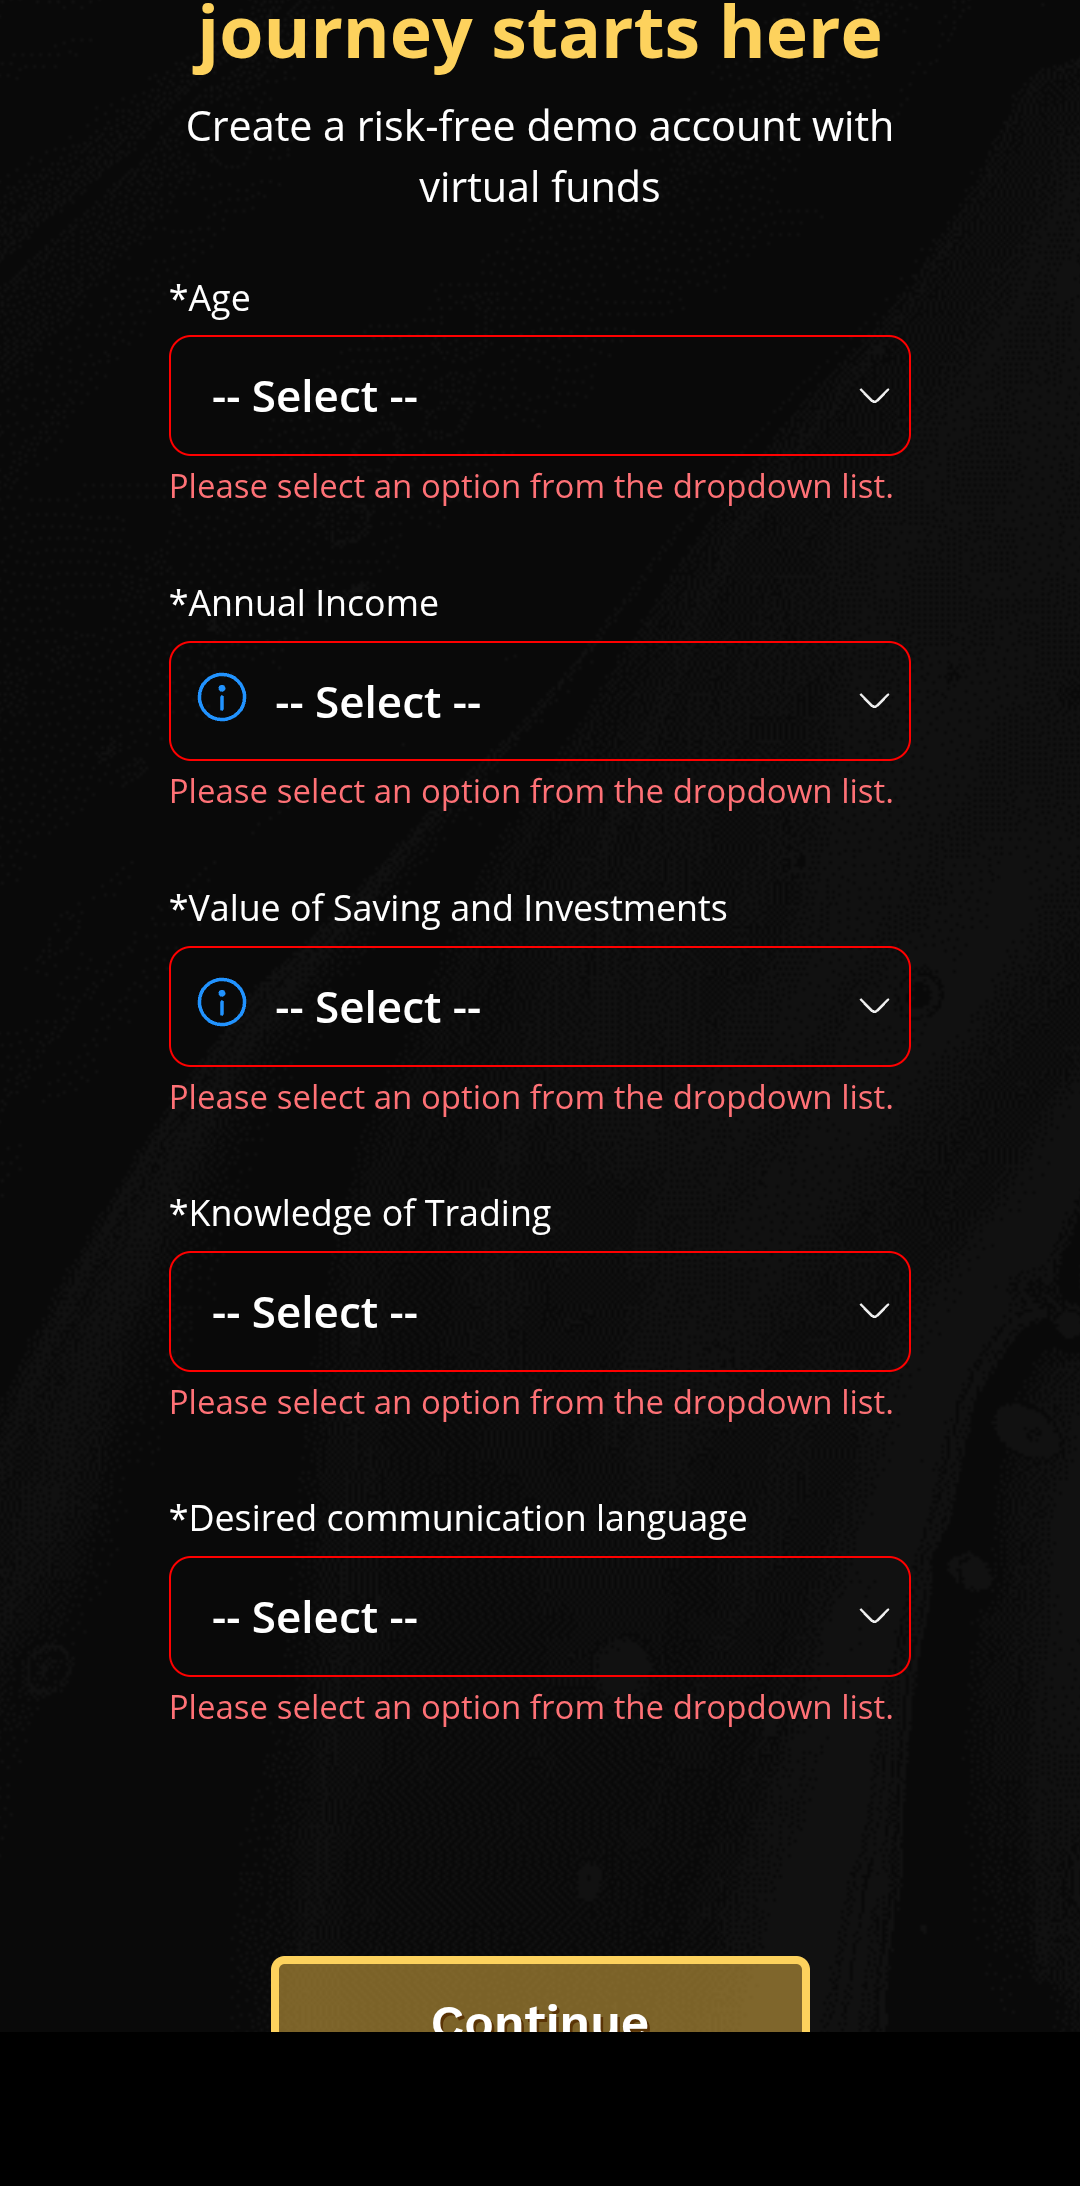 journey starts here
Create a risk-free demo account with
virtual funds
*Age
-- Select --
Please select an option from the dropdown list.
*Annual Income
-- Select --
Please select an option from the dropdown list.
*Value of Saving and Investments
-- Select --
Please select an option from the dropdown list.
*Knowledge of Trading
-- Select --
Please select an option from the dropdown list.
*Desired communication language
-- Select --
Please select an option from the dropdown list.
Continue